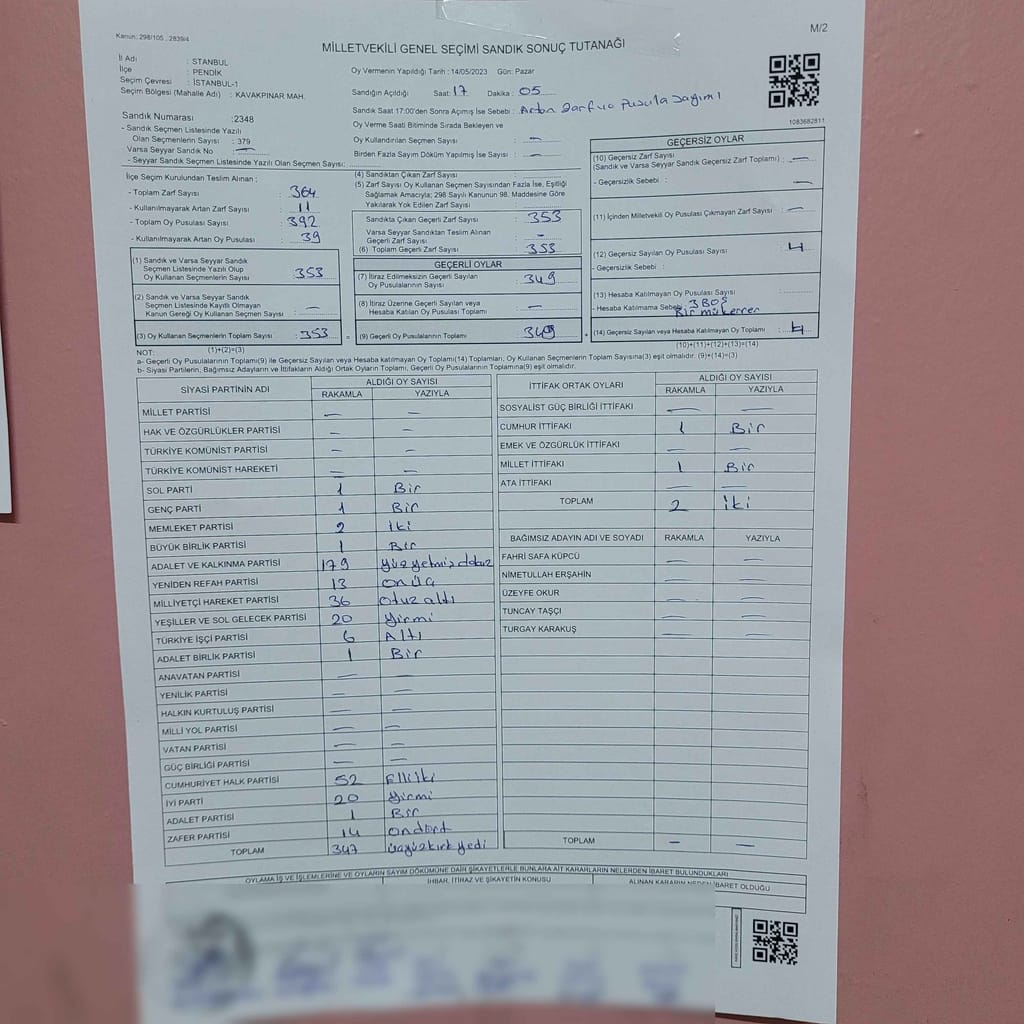 Kanun: 298/105 , 2839/4
M/2
MİLLETVEKİLİ GENEL SEÇİMİ SANDIK SONUÇ TUTANAĞI
İl Adı : İSTANBUL
İlçe : PENDİK
Seçim Çevresi : İSTANBUL-1
Seçim Bölgesi (Mahalle Adı) : KAVAKPINAR MAH.
Oy Vermenin Yapıldığı Tarih : 14/05/2023 Gün: Pazar
Sandığın Açıldığı Saat: 17 Dakika : 05
Sandık Saat 17:00'den Sonra Açılmış İse Sebebi : Artan Zarf ve Pusula Sayımı
1083682811
Sandık Numarası :2348
- Sandık Seçmen Listesinde Yazılı
Olan Seçmenlerin Sayısı : 379
- Varsa Seyyar Sandık No : —
- Seyyar Sandık Seçmen Listesinde Yazılı Olan Seçmen Sayısı:
Oy Verme Saati Bitiminde Sırada Bekleyen ve
Oy Kullandırılan Seçmen Sayısı : —
Birden Fazla Sayım Döküm Yapılmış İse Sayısı : —
İlçe Seçim Kurulundan Teslim Alınan ;
- Toplam Zarf Sayısı : 364
- Kullanılmayarak Artan Zarf Sayısı : 11
- Toplam Oy Pusulası Sayısı : 392
- Kullanılmayarak Artan Oy Pusulası : 39
(4) Sandıktan Çıkan Zarf Sayısı :
(5) Zarf Sayısı Oy Kullanan Seçmen Sayısından Fazla İse, Eşitliği
Sağlamak Amacıyla; 298 Sayılı Kanunun 98. Maddesine Göre
Yakılarak Yok Edilen Zarf Sayısı :
Sandıkta Çıkan Geçerli Zarf Sayısı : 353
Varsa Seyyar Sandıktan Teslim Alınan
Geçerli Zarf Sayısı : -
(6) Toplam Geçerli Zarf Sayısı : 353
GEÇERSİZ OYLAR
(10) Geçersiz Zarf Sayısı
(Sandık ve Varsa Seyyar Sandık Geçersiz Zarf Toplamı) : —
- Geçersizlik Sebebi : —
(11) İçinden Milletvekili Oy Pusulası Çıkmayan Zarf Sayısı : —
(12) Geçersiz Sayılan Oy Pusulası Sayısı : 4
- Geçersizlik Sebebi :
(13) Hesaba Katılmayan Oy Pusulası Sayısı :
- Hesaba Katılmama Sebebi : 3 BOŞ
Bir mükerrer
(14) Geçersiz Sayılan veya Hesaba Katılmayan Oy Toplamı : 4
(10)+(11)+(12)+(13)=(14)
(1) Sandık ve Varsa Seyyar Sandık
Seçmen Listesinde Yazılı Olup
Oy Kullanan Seçmenlerin Sayısı : 353
(2) Sandık ve Varsa Seyyar Sandık
Seçmen Listesinde Kayıtlı Olmayan
Kanun Gereği Oy Kullanan Seçmen Sayısı : —
(3) Oy Kullanan Seçmenlerin Toplam Sayısı : 353 =
(1)+(2)=(3)
GEÇERLİ OYLAR
(7) İtiraz Edilmeksizin Geçerli Sayılan
Oy Pusulalarının Sayısı : 349
(8) İtiraz Üzerine Geçerli Sayılan veya
Hesaba Katılan Oy Pusulası Toplamı : —
(9) Geçerli Oy Pusulalarının Toplamı : 349 +
NOT:
a- Geçerli Oy Pusulalarının Toplamı(9) ile Geçersiz Sayılan veya Hesaba katılmayan Oy Toplamı(14) Toplamları, Oy Kullanan Seçmenlerin Toplam Sayısına(3) eşit olmalıdır. (9)+(14)=(3)
b- Siyasi Partilerin, Bağımsız Adayların ve İttifakların Aldığı Oyların Toplamı, Geçerli Oy Pusulalarının Toplamına(9) eşit olmalıdır.
SİYASİ PARTİNİN ADI ALDIĞI OY SAYISI
RAKAMLA YAZIYLA
MİLLET PARTİSİ — —
HAK VE ÖZGÜRLÜKLER PARTİSİ — —
TÜRKİYE KOMÜNİST PARTİSİ — —
TÜRKİYE KOMÜNİST HAREKETİ — —
SOL PARTİ 1 Bir
GENÇ PARTİ 1 Bir
MEMLEKET PARTİSİ 2 iki
BÜYÜK BİRLİK PARTİSİ 1 Bir
ADALET VE KALKINMA PARTİSİ 179 yüzyetmişdokuz
YENİDEN REFAH PARTİSİ 13 onüç
MİLLİYETÇİ HAREKET PARTİSİ 36 otuzaltı
YEŞİLLER VE SOL GELECEK PARTİSİ 20 yirmi
TÜRKİYE İŞÇİ PARTİSİ 6 Altı
ADALET BİRLİK PARTİSİ 1 Bir
ANAVATAN PARTİSİ — —
YENİLİK PARTİSİ — —
HALKIN KURTULUŞ PARTİSİ — —
MİLLİ YOL PARTİSİ — —
VATAN PARTİSİ — —
GÜÇ BİRLİĞİ PARTİSİ — —
CUMHURİYET HALK PARTİSİ 52 Elliiki
İYİ PARTİ 20 yirmi
ADALET PARTİSİ 1 Bir
ZAFER PARTİSİ 14 ondört
TOPLAM 347 üçyüzkırkyedi
İTTİFAK ORTAK OYLARI ALDIĞI OY SAYISI
RAKAMLA YAZIYLA
SOSYALİST GÜÇ BİRLİĞİ İTTİFAKI — —
CUMHUR İTTİFAKI 1 Bir
EMEK VE ÖZGÜRLÜK İTTİFAKI — —
MİLLET İTTİFAKI 1 Bir
ATA İTTİFAKI — —
TOPLAM 2 iki
BAĞIMSIZ ADAYIN ADI VE SOYADI RAKAMLA YAZIYLA
FAHRİ SAFA KÜPCÜ — —
NİMETULLAH ERŞAHİN — —
ÜZEYFE OKUR — —
TUNCAY TAŞÇI — —
TURGAY KARAKUŞ — —
TOPLAM — —
OYLAMA İŞ VE İŞLEMLERİNE VE OYLARIN SAYIM DÖKÜMÜNE DAİR ŞİKAYETLERLE BUNLARA AİT KARARLARIN NELERDEN İBARET BULUNDUKLARI
İHBAR, İTİRAZ VE ŞİKAYETİN KONUSU
ALINAN KARARIN NEDEN İBARET OLDUĞU